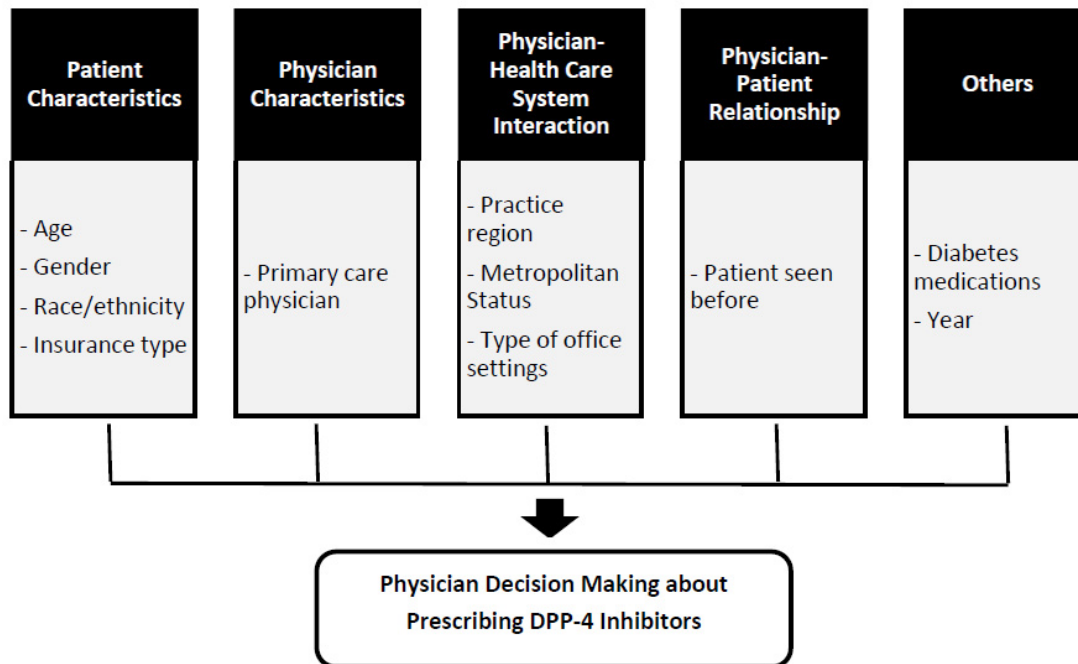 Patient
Characteristics
- Age
- Gender
- Race/ethnicity
- Insurance type
Physician
Characteristics
- Primary care
physician
Physician-
Health Care
System
Interaction
- Practice
region
- Metropolitan
Status
- Type of office
settings
Physician-
Patient
Relationship
- Patient seen
before
Others
- Diabetes
medications
- Year
Physician Decision Making about
Prescribing DPP-4 Inhibitors